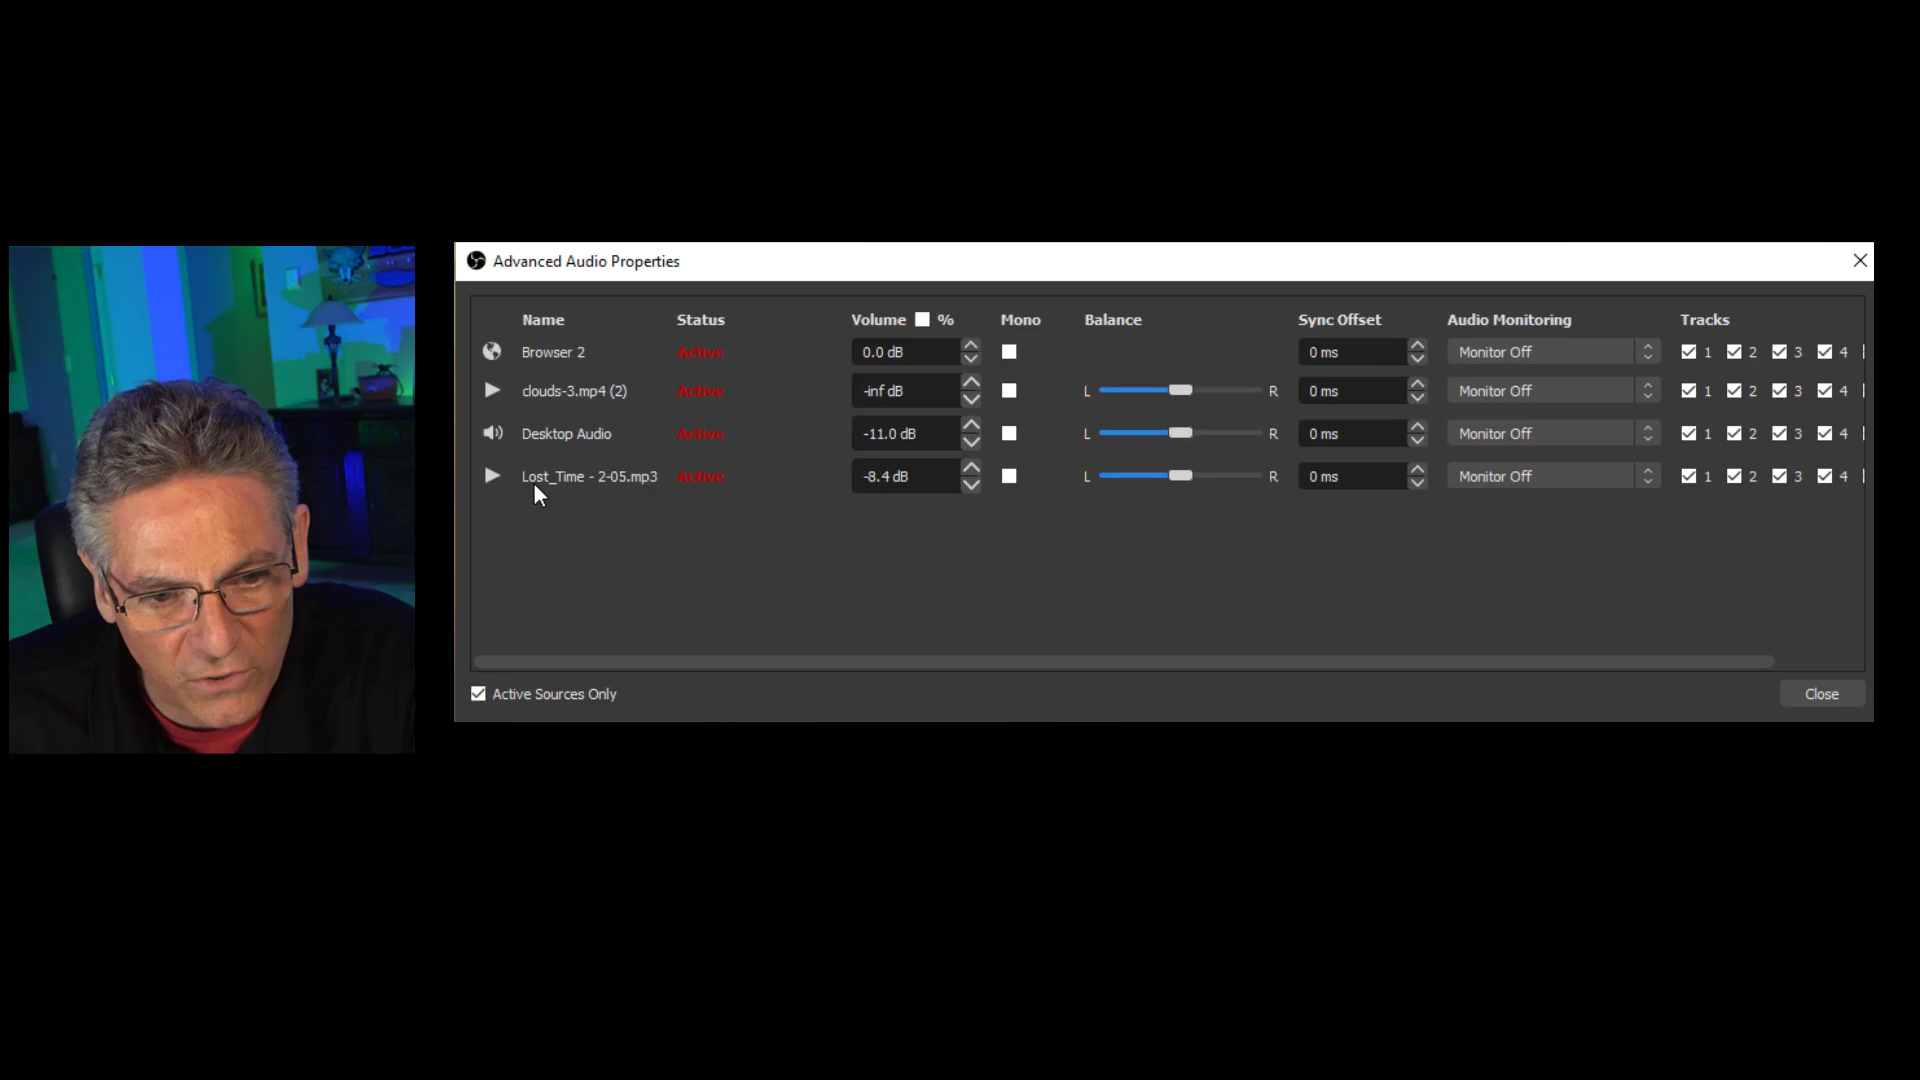 Advanced Audio Properties
Name Status Volume % Mono Balance Sync Offset Audio Monitoring Tracks
Browser 2 Active 0.0 dB 0 ms Monitor Off 1 2 3 4
clouds-3.mp4 (2) Active -inf dB L R 0 ms Monitor Off 1 2 3 4
Desktop Audio Active -11.0 dB L R 0 ms Monitor Off 1 2 3 4
Lost_Time - 2-05.mp3 Active -8.4 dB L R 0 ms Monitor Off 1 2 3 4
Active Sources Only Close